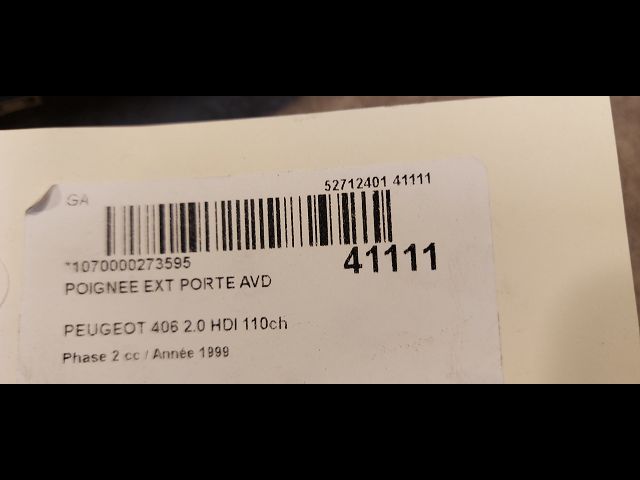 52712401 41111
GA
*1070000273595
41111
POIGNEE EXT PORTE AVD
PEUGEOT 406 2.0 HDI 110ch
Phase 2 cc / Année 1999